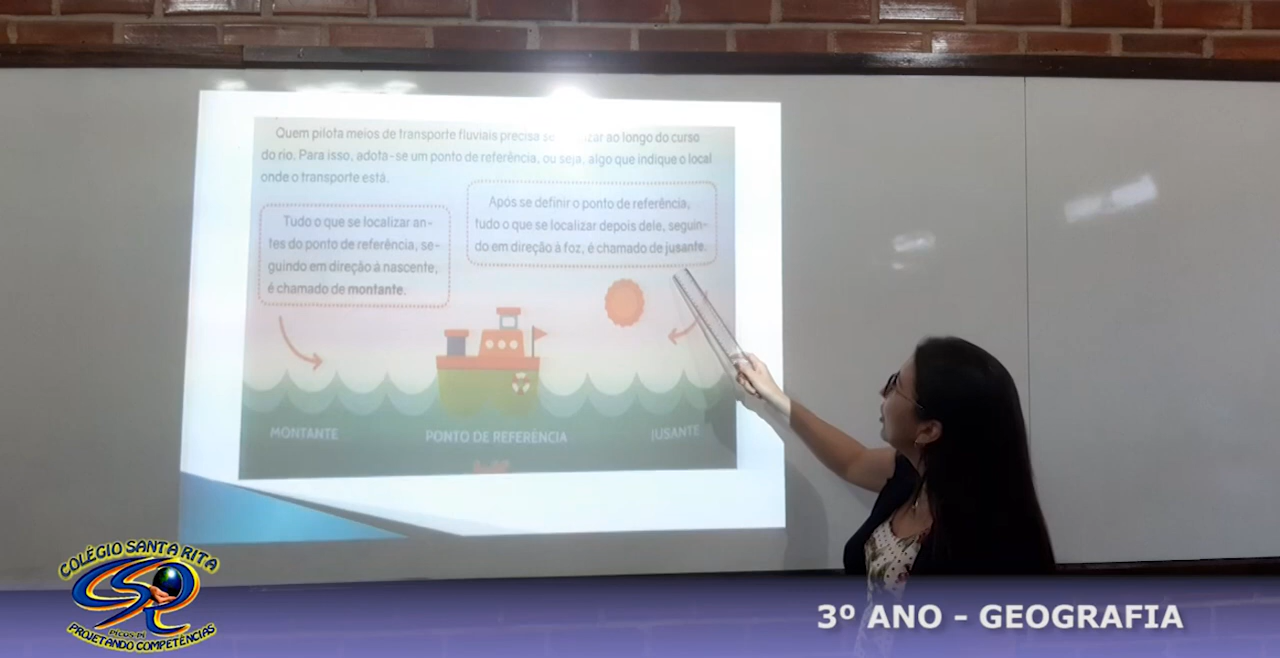 Quem pilota meios de transporte fluviais precisa ao longo do curso
do rio. Para isso, adota-se um ponto de referência, ou seja, algo que indique o local
onde o transporte está.
Tudo o que se localizar an-
tes do ponto de referência, se-
guindo em direção à nascente,
é chamado de montante.
Após se definir o ponto de referência,
tudo o que se localizar depois dele, seguin-
do em direção à foz, é chamado de jusante.
MONTANTE
PONTO DE REFERÊNCIA
JUSANTE
COLÉGIO SANTA RITA
PICOS-PI
PROJETANDO COMPETÊNCIAS
3º ANO - GEOGRAFIA